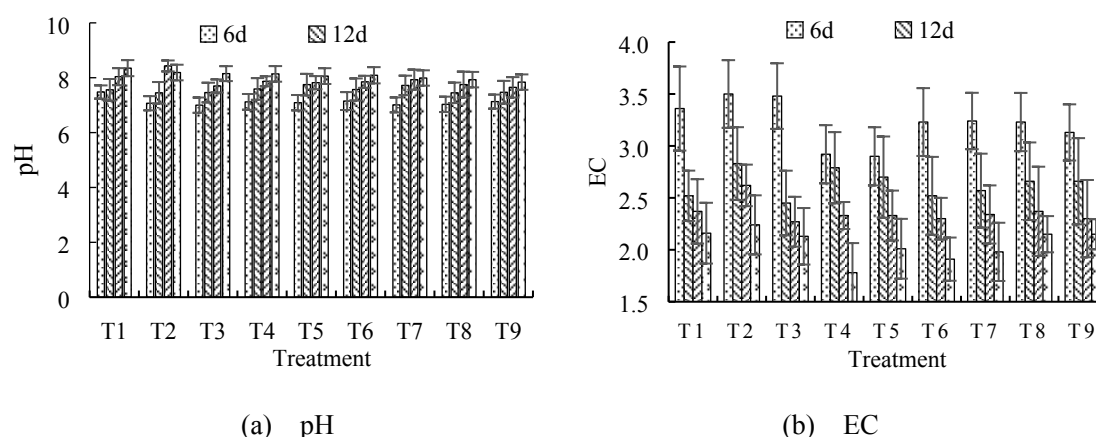 6d 12d
10
8
6
4
2
0
pH
T1 T2 T3 T4 T5 T6 T7 T8 T9
Treatment
(a) pH
6d 12d
4.0
3.5
3.0
2.5
2.0
1.5
EC
T1 T2 T3 T4 T5 T6 T7 T8 T9
Treatment
(b) EC